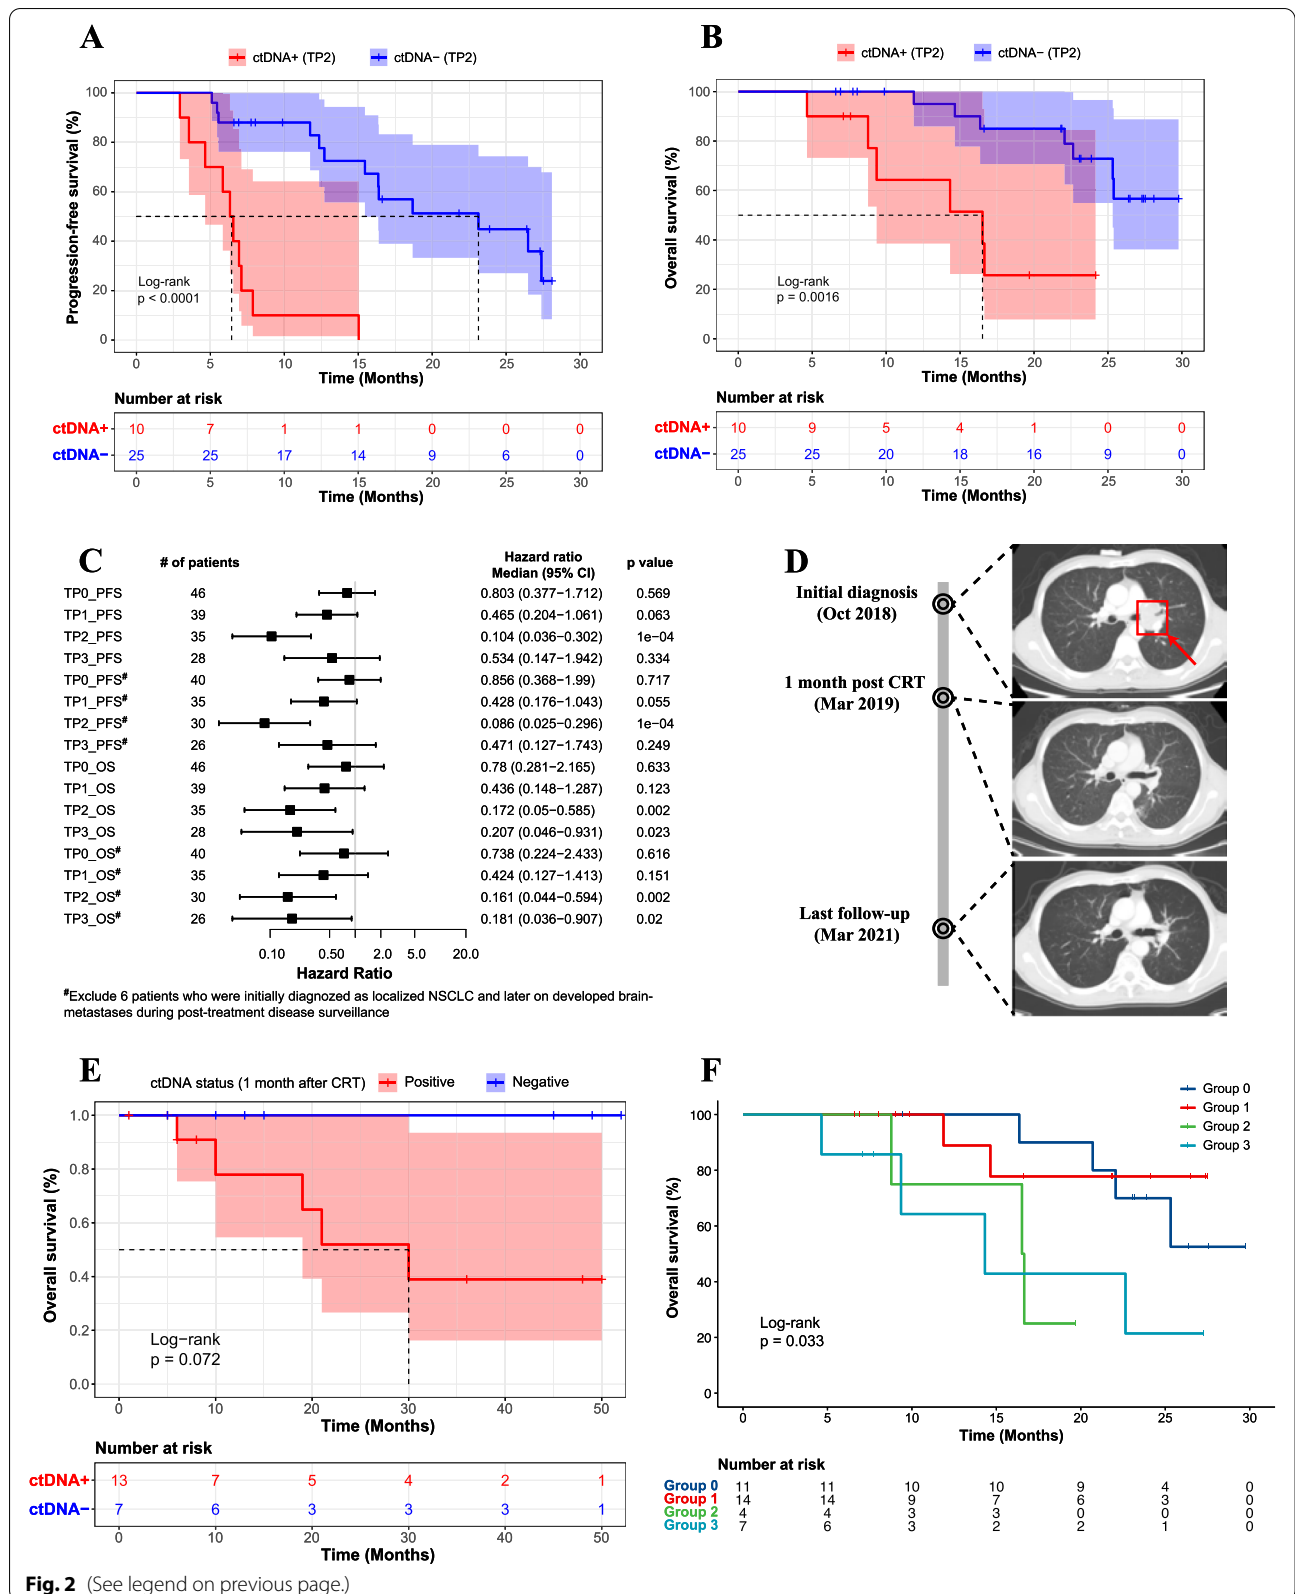 A
ctDNA+ (TP2) ctDNA− (TP2)
Progression-free survival (%)
100
80
60
40
20
0
Log-rank
p < 0.0001
0 5 10 15 20 25 30
Time (Months)
Number at risk
ctDNA+ 10 7 1 1 0 0 0
ctDNA− 25 25 17 14 9 6 0
0 5 10 15 20 25 30
Time (Months)
B
ctDNA+ (TP2) ctDNA− (TP2)
Overall survival (%)
100
80
60
40
20
0
Log-rank
p = 0.0016
0 5 10 15 20 25 30
Time (Months)
Number at risk
ctDNA+ 10 9 5 4 1 0 0
ctDNA− 25 25 20 18 16 9 0
0 5 10 15 20 25 30
Time (Months)
C
# of patients Hazard ratio p value
Median (95% CI)
TP0_PFS 46 0.803 (0.377−1.712) 0.569
TP1_PFS 39 0.465 (0.204−1.061) 0.063
TP2_PFS 35 0.104 (0.036−0.302) 1e−04
TP3_PFS 28 0.534 (0.147−1.942) 0.334
TP0_PFS# 40 0.856 (0.368−1.99) 0.717
TP1_PFS# 35 0.428 (0.176−1.043) 0.055
TP2_PFS# 30 0.086 (0.025−0.296) 1e−04
TP3_PFS# 26 0.471 (0.127−1.743) 0.249
TP0_OS 46 0.78 (0.281−2.165) 0.633
TP1_OS 39 0.436 (0.148−1.287) 0.123
TP2_OS 35 0.172 (0.05−0.585) 0.002
TP3_OS 28 0.207 (0.046−0.931) 0.023
TP0_OS# 40 0.738 (0.224−2.433) 0.616
TP1_OS# 35 0.424 (0.127−1.413) 0.151
TP2_OS# 30 0.161 (0.044−0.594) 0.002
TP3_OS# 26 0.181 (0.036−0.907) 0.02
0.10 0.50 2.0 5.0 20.0
Hazard Ratio
#Exclude 6 patients who were initially diagnozed as localized NSCLC and later on developed brain-
metastases during post-treatment disease surveillance
D
Initial diagnosis
(Oct 2018)
1 month post CRT
(Mar 2019)
Last follow-up
(Mar 2021)
E
ctDNA status (1 month after CRT) Positive Negative
Overall survival (%)
1.0
0.8
0.6
0.4
0.2
0.0
Log−rank
p = 0.072
0 10 20 30 40 50
Time (Months)
Number at risk
ctDNA+ 13 7 5 4 2 1
ctDNA− 7 6 3 3 3 1
0 10 20 30 40 50
Time (Months)
F
Group 0
Group 1
Group 2
Group 3
Overall survival (%)
100
80
60
40
20
0
Log-rank
p = 0.033
0 5 10 15 20 25 30
Time (Months)
Number at risk
Group 0 11 11 10 10 9 4 0
Group 1 14 14 9 7 6 3 0
Group 2 4 4 3 3 0 0 0
Group 3 7 6 3 2 2 1 0
Fig. 2 (See legend on previous page.)